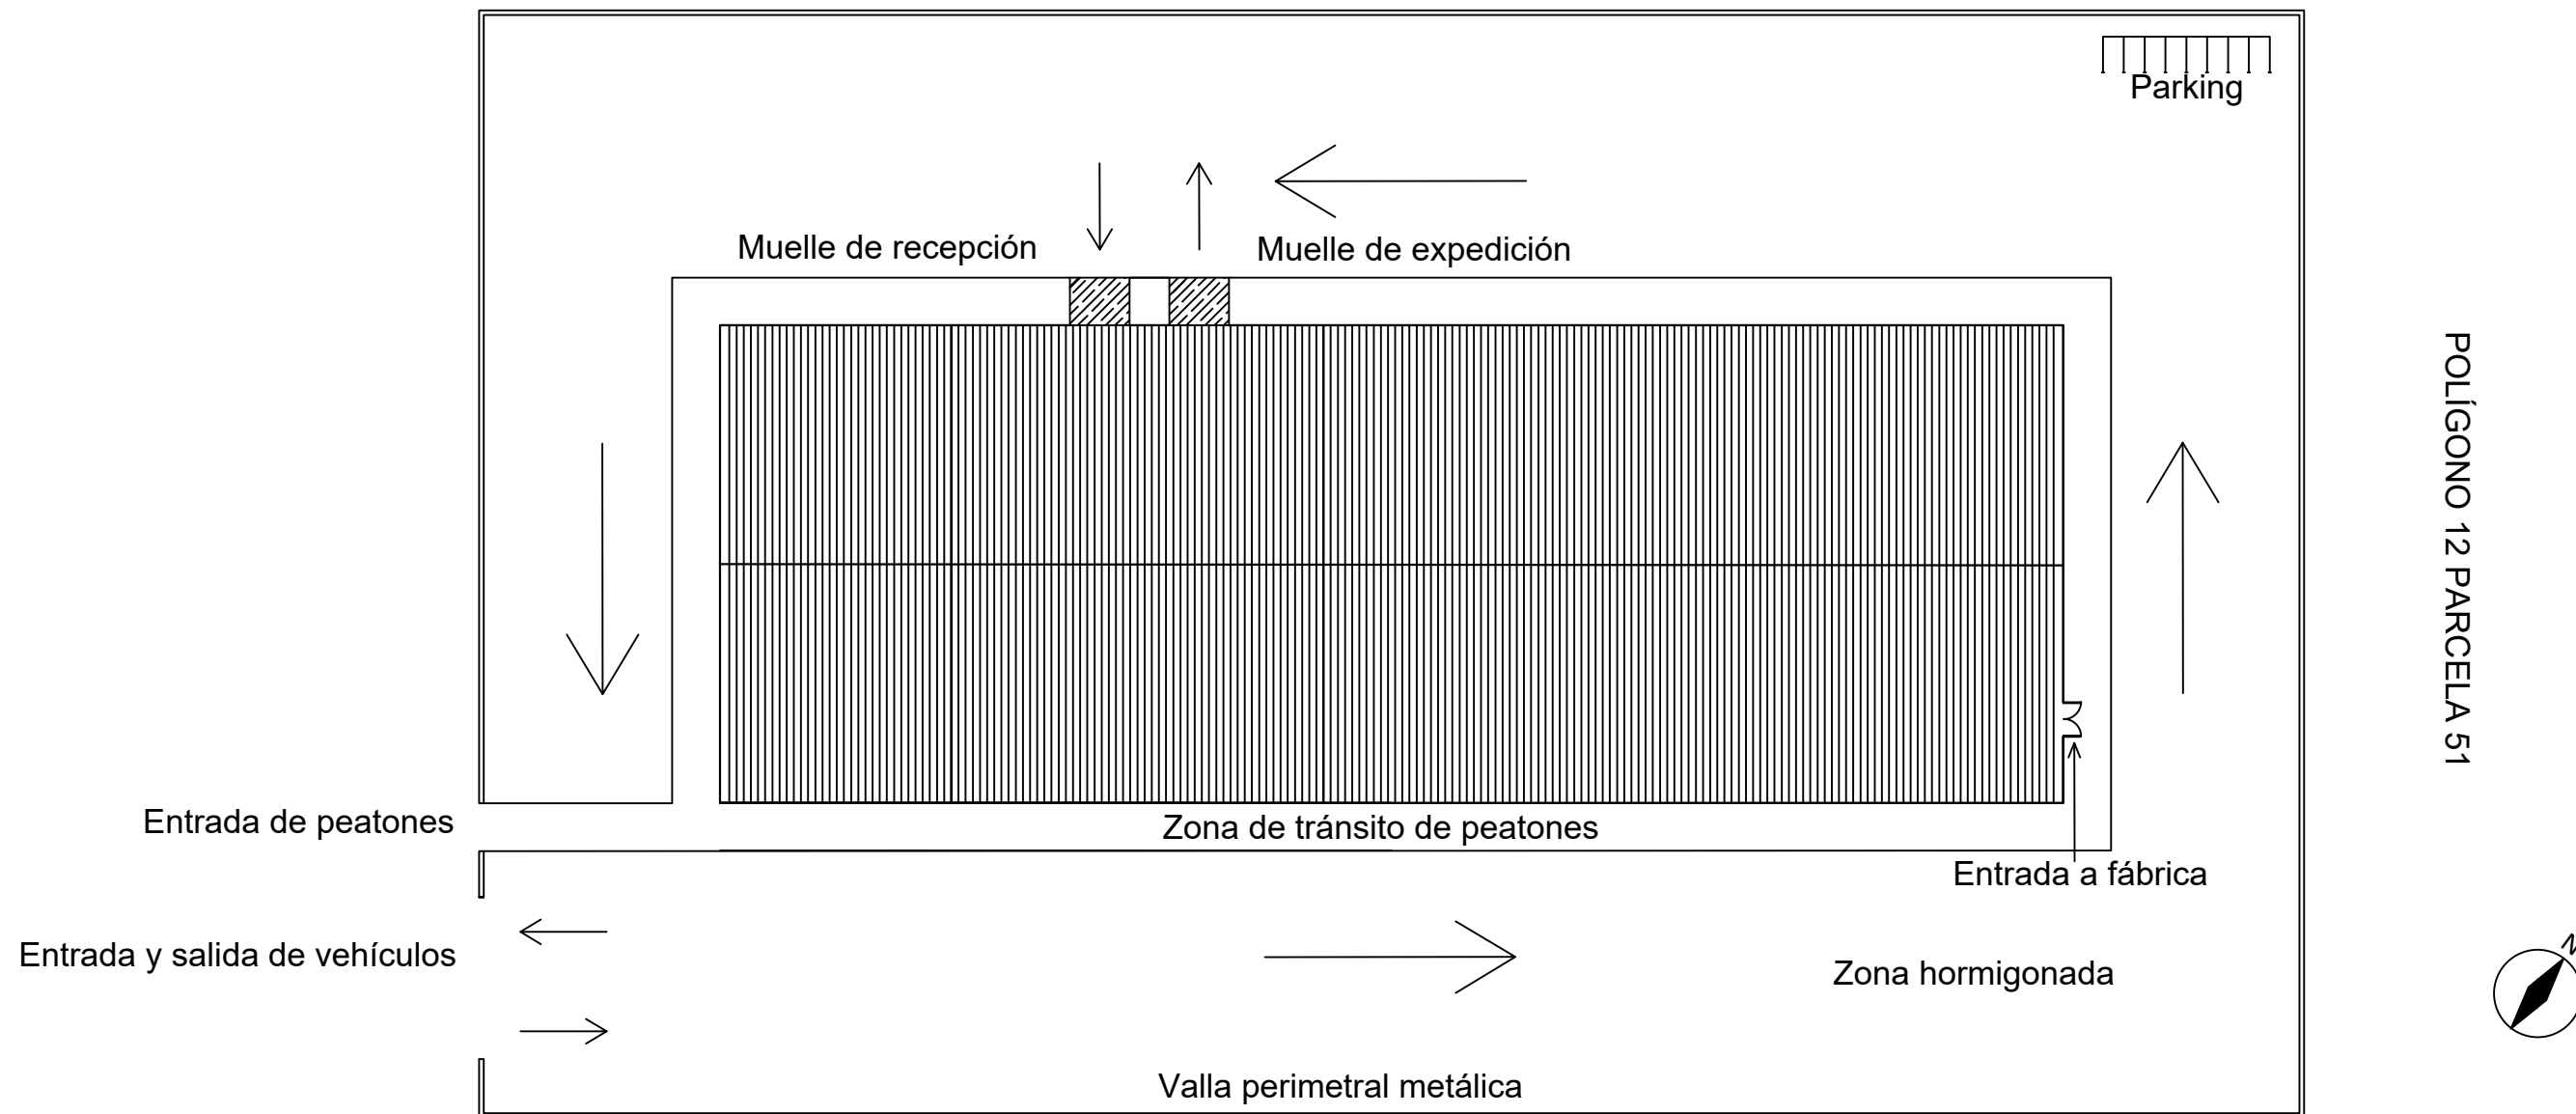 Parking
Muelle de recepción
Muelle de expedición
POLÍGONO 12 PARCELA 51
Entrada de peatones
Zona de tránsito de peatones
Entrada a fábrica
Entrada y salida de vehículos
Zona hormigonada
N
Valla perimetral metálica